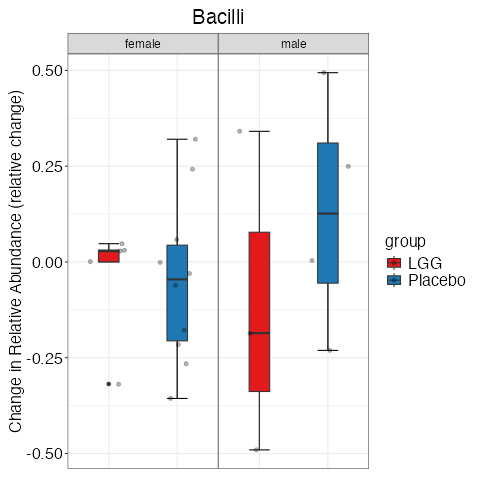 Bacilli
female
male
Change in Relative Abundance (relative change)
0.50
0.25
0.00
-0.25
-0.50
group
LGG
Placebo